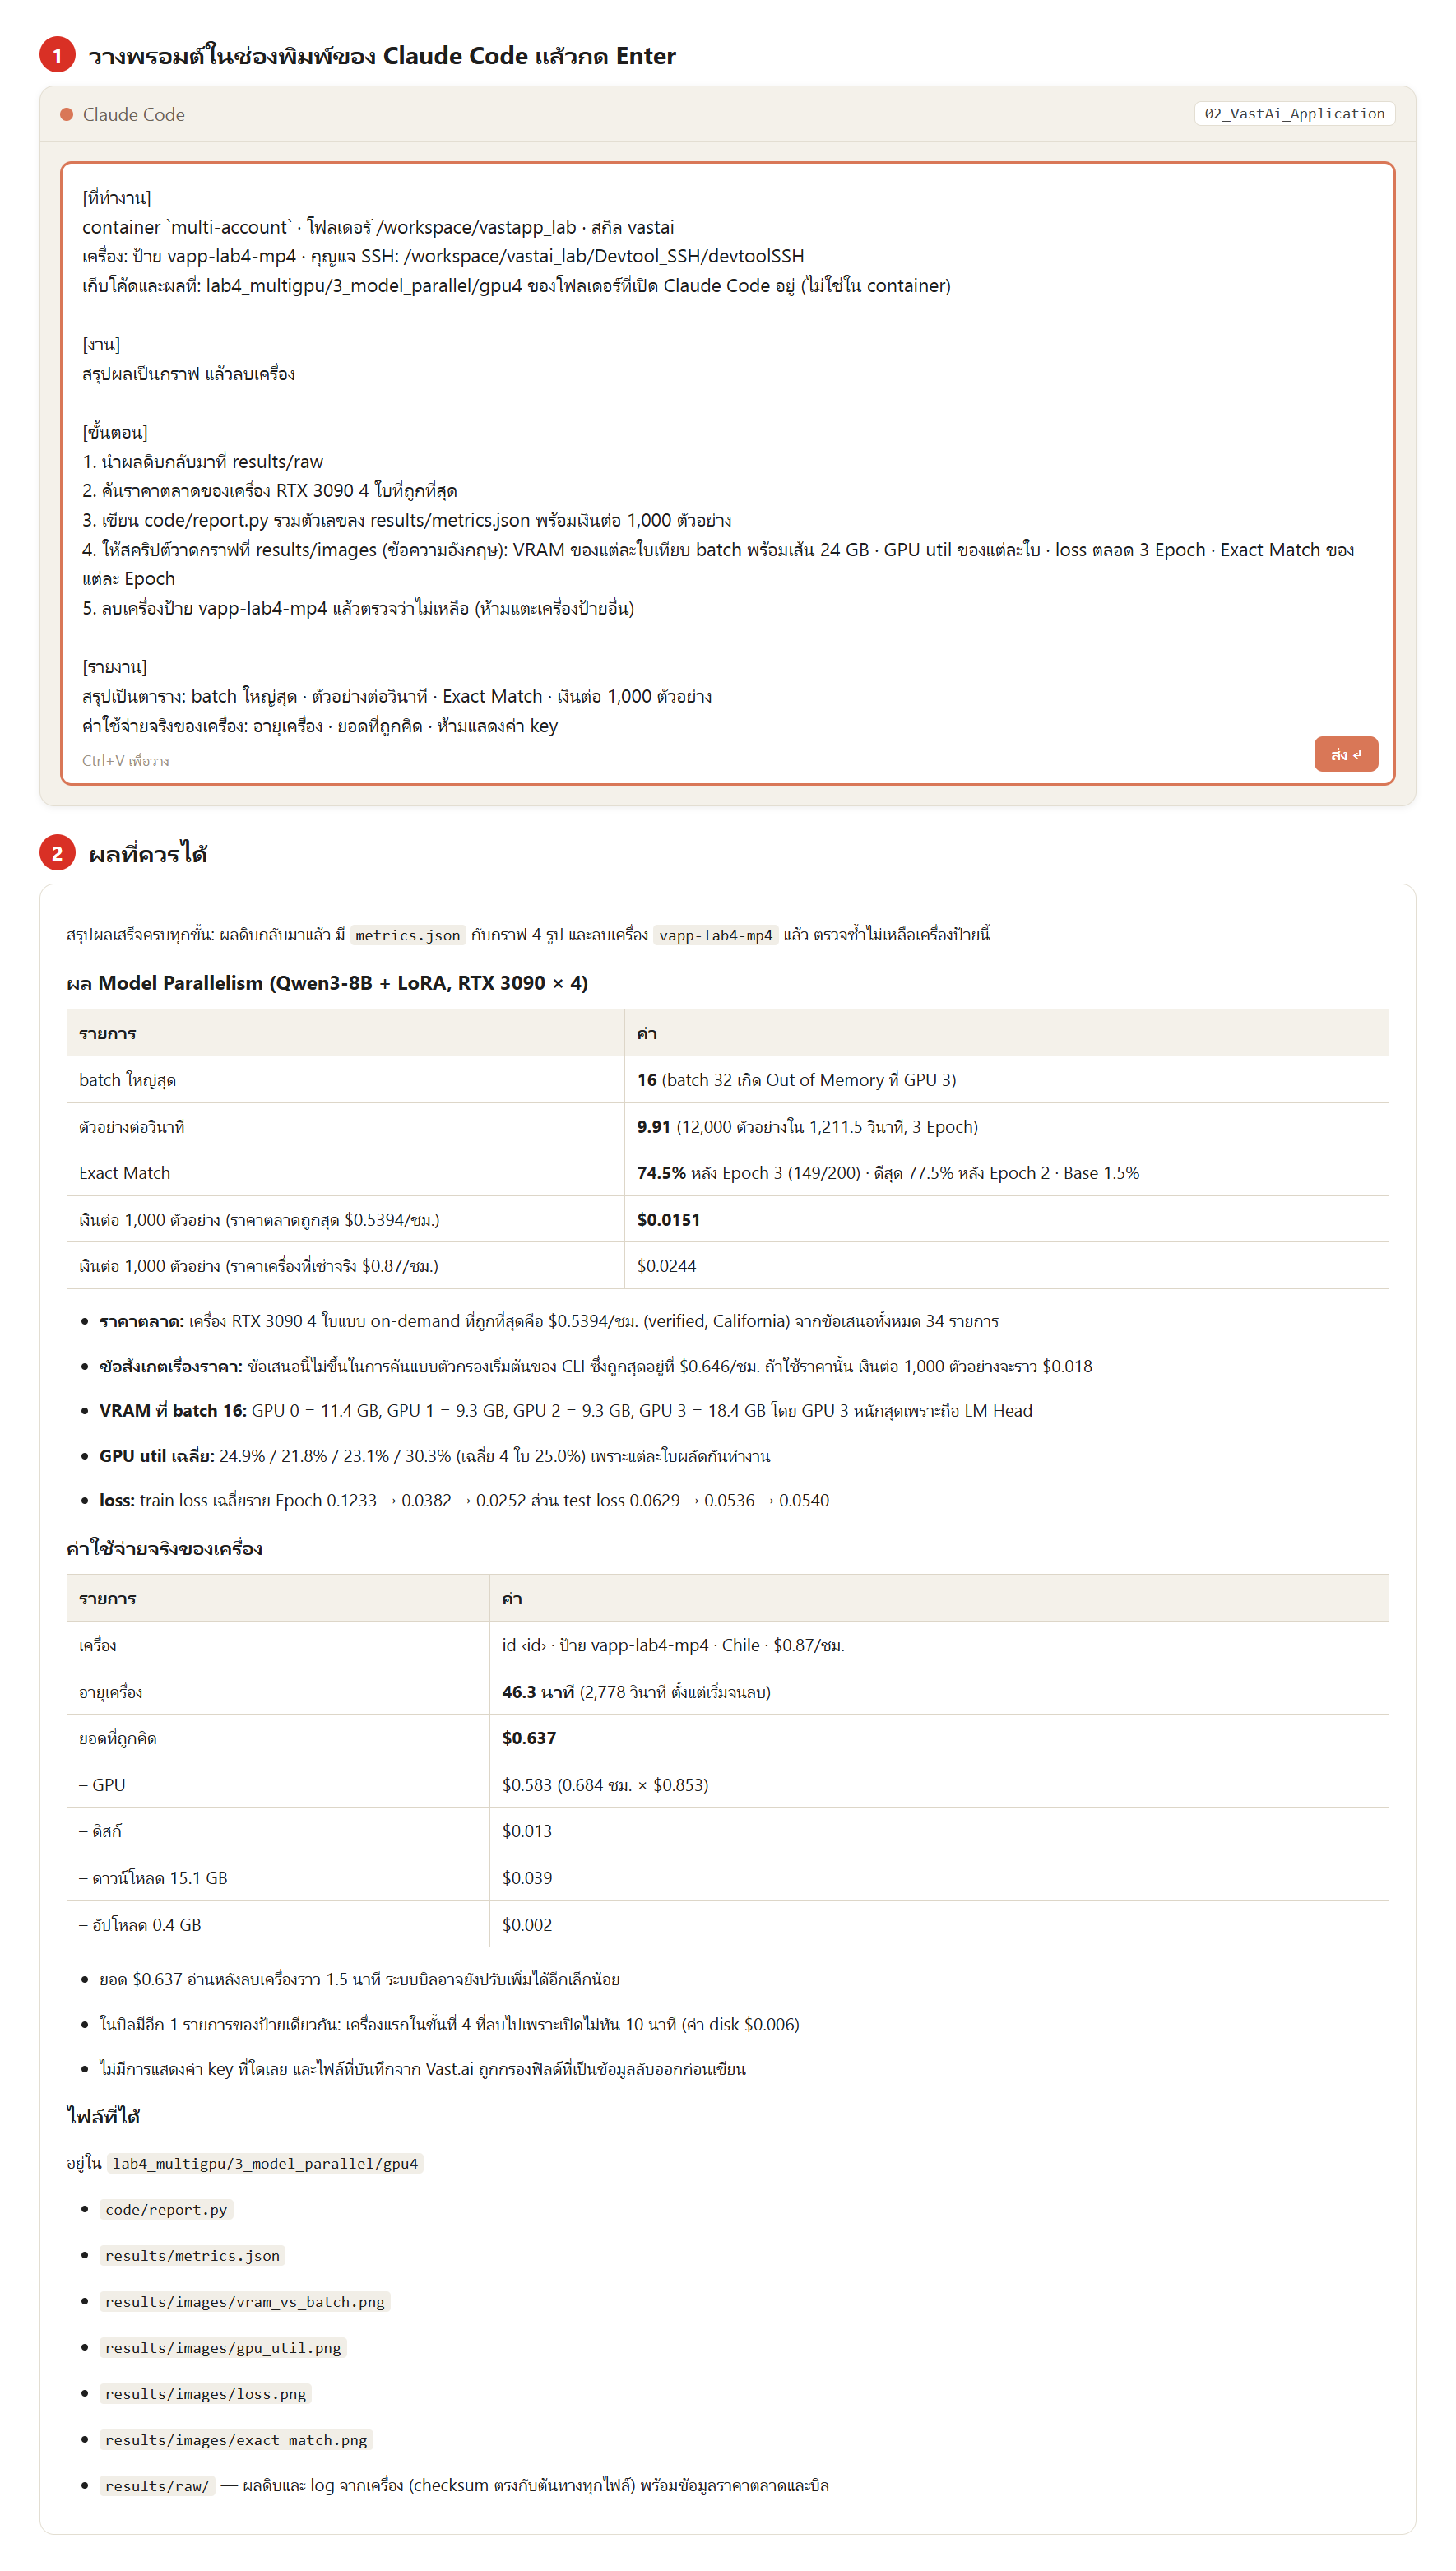 1 วางพรอมต์ในช่องพิมพ์ของ Claude Code แล้วกด Enter
Claude Code
02_VastAi_Application
[ที่ทำงาน]
container `multi-account` · โฟลเดอร์ /workspace/vastapp_lab · สกิล vastai
เครื่อง: ป้าย vapp-lab4-mp4 · กุญแจ SSH: /workspace/vastai_lab/Devtool_SSH/devtoolSSH
เก็บโค้ดและผลที่: lab4_multigpu/3_model_parallel/gpu4 ของโฟลเดอร์ที่เปิด Claude Code อยู่ (ไม่ใช่ใน container)
[งาน]
สรุปผลเป็นกราฟ แล้วลบเครื่อง
[ขั้นตอน]
1. นำผลดิบกลับมาที่ results/raw
2. ค้นราคาตลาดของเครื่อง RTX 3090 4 ใบที่ถูกที่สุด
3. เขียน code/report.py รวมตัวเลขลง results/metrics.json พร้อมเงินต่อ 1,000 ตัวอย่าง
4. ให้สคริปต์วาดกราฟที่ results/images (ข้อความอังกฤษ): VRAM ของแต่ละใบเทียบ batch พร้อมเส้น 24 GB · GPU util ของแต่ละใบ · loss ตลอด 3 Epoch · Exact Match ของ
แต่ละ Epoch
5. ลบเครื่องป้าย vapp-lab4-mp4 แล้วตรวจว่าไม่เหลือ (ห้ามแตะเครื่องป้ายอื่น)
[รายงาน]
สรุปเป็นตาราง: batch ใหญ่สุด · ตัวอย่างต่อวินาที · Exact Match · เงินต่อ 1,000 ตัวอย่าง
ค่าใช้จ่ายจริงของเครื่อง: อายุเครื่อง · ยอดที่ถูกคิด · ห้ามแสดงค่า key
Ctrl+V เพื่อวาง
ส่ง ↵
2 ผลที่ควรได้
สรุปผลเสร็จครบทุกขั้น: ผลดิบกลับมาแล้ว มี metrics.json กับกราฟ 4 รูป และลบเครื่อง vapp-lab4-mp4 แล้ว ตรวจซ้ำไม่เหลือเครื่องป้ายนี้
ผล Model Parallelism (Qwen3-8B + LoRA, RTX 3090 × 4)
รายการ ค่า
batch ใหญ่สุด 16 (batch 32 เกิด Out of Memory ที่ GPU 3)
ตัวอย่างต่อวินาที 9.91 (12,000 ตัวอย่างใน 1,211.5 วินาที, 3 Epoch)
Exact Match 74.5% หลัง Epoch 3 (149/200) · ดีสุด 77.5% หลัง Epoch 2 · Base 1.5%
เงินต่อ 1,000 ตัวอย่าง (ราคาตลาดถูกสุด $0.5394/ชม.) $0.0151
เงินต่อ 1,000 ตัวอย่าง (ราคาเครื่องที่เช่าจริง $0.87/ชม.) $0.0244
• ราคาตลาด: เครื่อง RTX 3090 4 ใบแบบ on-demand ที่ถูกที่สุดคือ $0.5394/ชม. (verified, California) จากข้อเสนอทั้งหมด 34 รายการ
• ข้อสังเกตเรื่องราคา: ข้อเสนอนี้ไม่ขึ้นในการค้นแบบตัวกรองเริ่มต้นของ CLI ซึ่งถูกสุดอยู่ที่ $0.646/ชม. ถ้าใช้ราคานั้น เงินต่อ 1,000 ตัวอย่างจะราว $0.018
• VRAM ที่ batch 16: GPU 0 = 11.4 GB, GPU 1 = 9.3 GB, GPU 2 = 9.3 GB, GPU 3 = 18.4 GB โดย GPU 3 หนักสุดเพราะถือ LM Head
• GPU util เฉลี่ย: 24.9% / 21.8% / 23.1% / 30.3% (เฉลี่ย 4 ใบ 25.0%) เพราะแต่ละใบผลัดกันทำงาน
• loss: train loss เฉลี่ยราย Epoch 0.1233 → 0.0382 → 0.0252 ส่วน test loss 0.0629 → 0.0536 → 0.0540
ค่าใช้จ่ายจริงของเครื่อง
รายการ ค่า
เครื่อง id ‹id› · ป้าย vapp-lab4-mp4 · Chile · $0.87/ชม.
อายุเครื่อง 46.3 นาที (2,778 วินาที ตั้งแต่เริ่มจนลบ)
ยอดที่ถูกคิด $0.637
– GPU $0.583 (0.684 ชม. × $0.853)
– ดิสก์ $0.013
– ดาวน์โหลด 15.1 GB $0.039
– อัปโหลด 0.4 GB $0.002
• ยอด $0.637 อ่านหลังลบเครื่องราว 1.5 นาที ระบบบิลอาจยังปรับเพิ่มได้อีกเล็กน้อย
• ในบิลมีอีก 1 รายการของป้ายเดียวกัน: เครื่องแรกในขั้นที่ 4 ที่ลบไปเพราะเปิดไม่ทัน 10 นาที (ค่า disk $0.006)
• ไม่มีการแสดงค่า key ที่ใดเลย และไฟล์ที่บันทึกจาก Vast.ai ถูกกรองฟิลด์ที่เป็นข้อมูลลับออกก่อนเขียน
ไฟล์ที่ได้
อยู่ใน lab4_multigpu/3_model_parallel/gpu4
• code/report.py
• results/metrics.json
• results/images/vram_vs_batch.png
• results/images/gpu_util.png
• results/images/loss.png
• results/images/exact_match.png
• results/raw/ — ผลดิบและ log จากเครื่อง (checksum ตรงกับต้นทางทุกไฟล์) พร้อมข้อมูลราคาตลาดและบิล